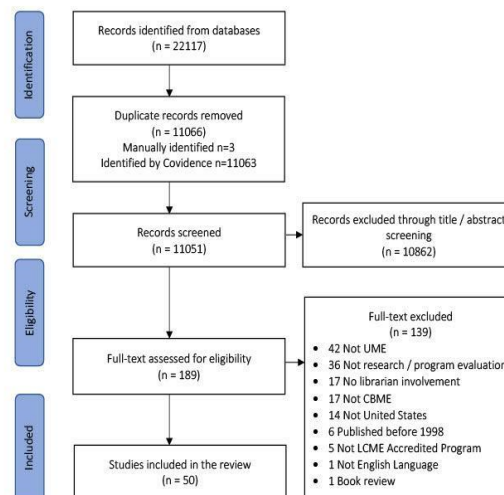 Identification
Records identified from databases
(n = 22117)
Duplicate records removed
(n = 11066)
Manually identified n=3
Identified by Covidence n=11063
Screening
Records screened
(n = 11051)
Records excluded through title / abstract
screening
(n = 10862)
Eligibility
Full-text assessed for eligibility
(n = 189)
Full-text excluded
(n = 139)
• 42 Not UME
• 36 Not research / program evaluation
• 17 No librarian involvement
• 17 Not CBME
• 14 Not United States
• 6 Published before 1998
• 5 Not LCME Accredited Program
• 1 Not English Language
• 1 Book review
Included
Studies included in the review
(n = 50)